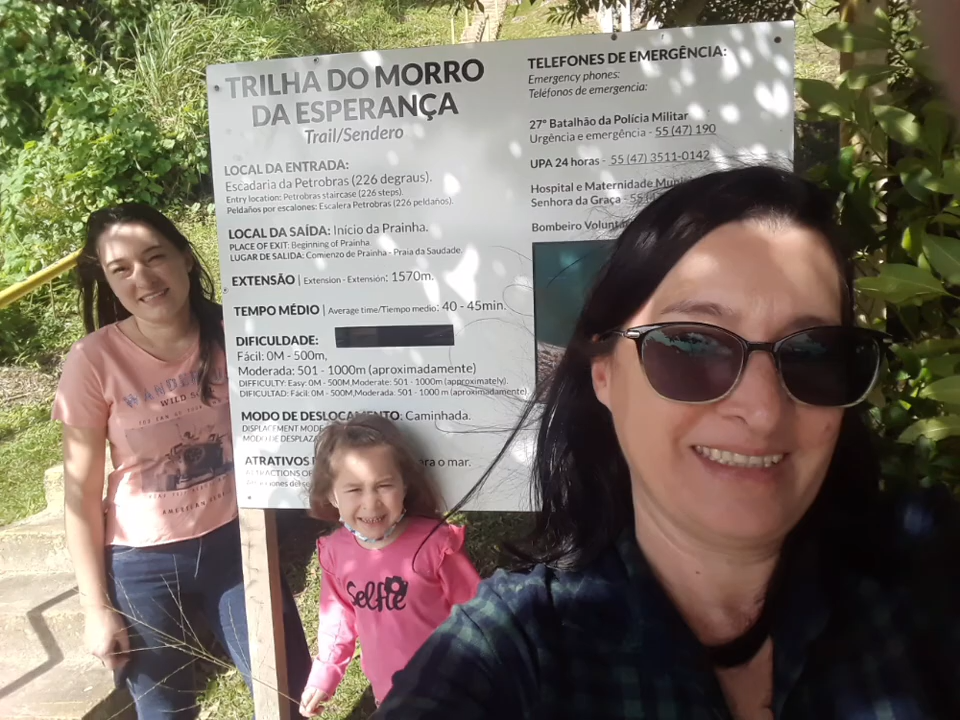 TRILHA DO MORRO
DA ESPERANÇA
Trail/Sendero
LOCAL DA ENTRADA:
Escadaria da Petrobras (226 degraus).
Entry location: Petrobras staircase (226 steps).
Peldaños por escalones: Escalera Petrobras (226 peldaños).
LOCAL DA SAÍDA: Inicio da Prainha.
PLACE OF EXIT: Beginning of Prainha.
LUGAR DE SALIDA: Comienzo de Prainha - Praia da Saudade.
EXTENSÃO | Extension - Extensión: 1570m.
TEMPO MÉDIO | Average time/Tiempo medio: 40 - 45min.
DIFICULDADE:
Fácil: 0M - 500m,
Moderada: 501 - 1000m (aproximadamente)
DIFFICULTY: Easy: 0M - 500M,Moderate: 501 - 1000m (approximately).
DIFICULTAD: Fácil: 0M - 500M,Moderada: 501 - 1000m (aproximadamente).
MODO DE DESLOCAMENTO: Caminhada.
DISPLACEMENT MODE
MODO DE
ATRATIVOS
o mar.
TELEFONES DE EMERGÊNCIA:
Emergency phones:
Teléfonos de emergencia:
27º Batalhão da Polícia Militar
Urgência e emergência - 55 (47) 190
UPA 24 horas - 55 (47) 3511-0142
Hospital e Maternidade
Senhora da Graça - 55
Bombeiro
WILD
Selfie